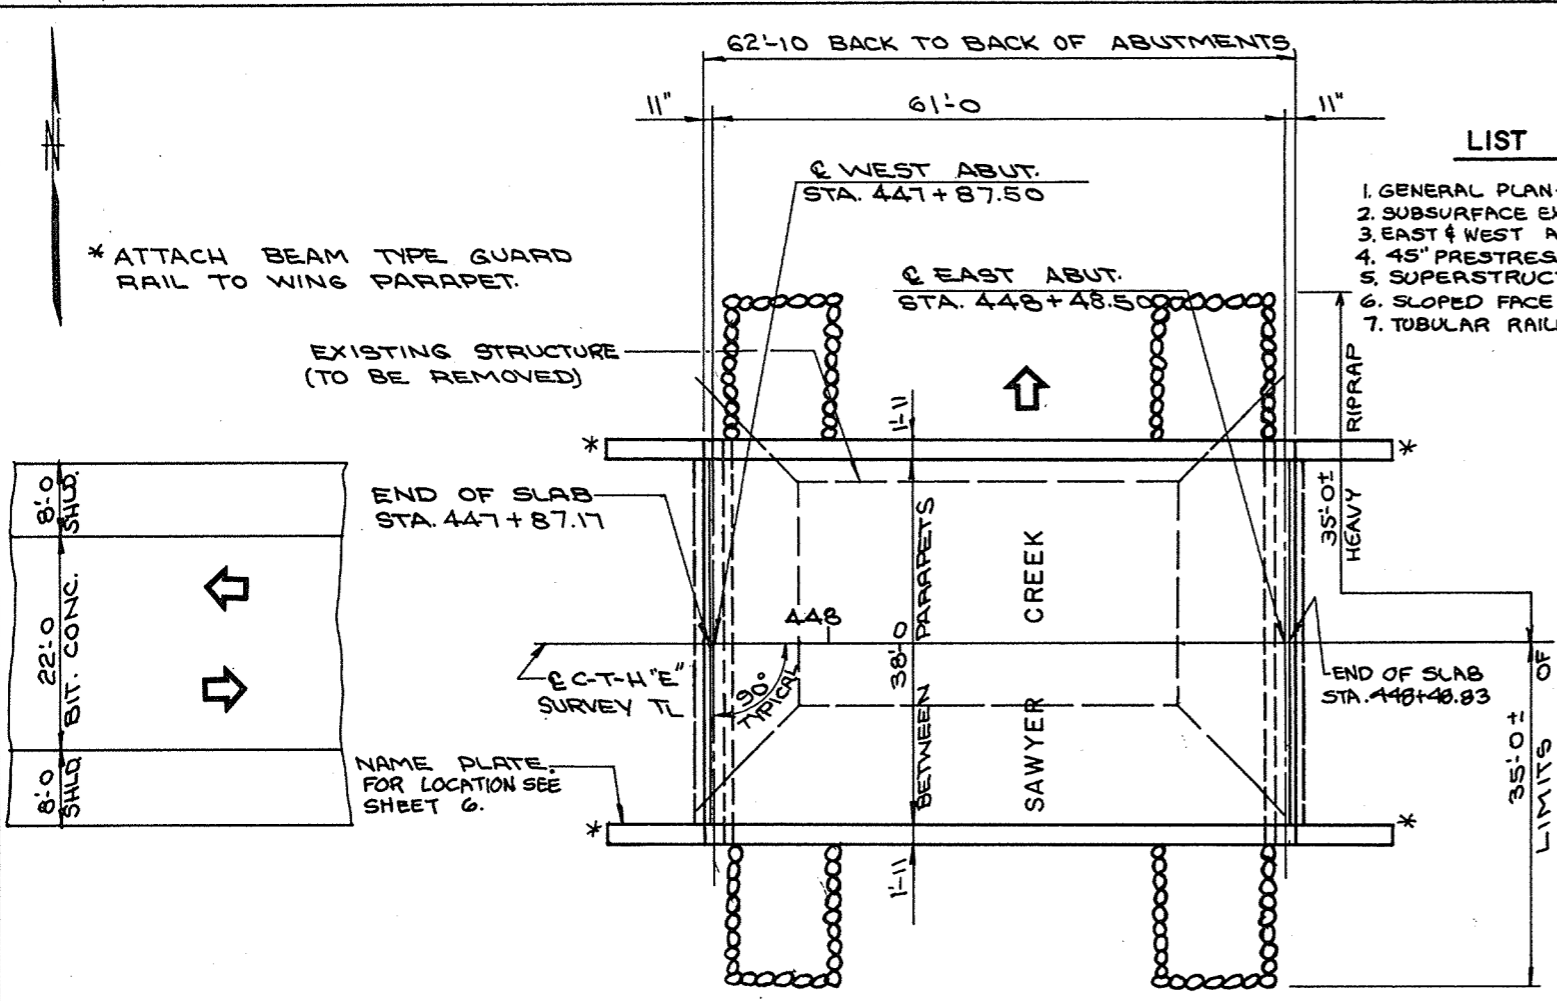 62'-10 BACK TO BACK OF ABUTMENTS
11"
61'-0
11"
N
LIST
℄ WEST ABUT.
STA. 447+87.50
1. GENERAL PLAN
2. SUBSURFACE EX
3. EAST & WEST A
4. 45" PRESTRES
5. SUPERSTRUCT
6. SLOPED FACE
7. TUBULAR RAIL
* ATTACH BEAM TYPE GUARD
RAIL TO WING PARAPET.
℄ EAST ABUT.
STA. 448+48.50
EXISTING STRUCTURE
(TO BE REMOVED)
1'-11
35'-0±
HEAVY RIPRAP
*
*
8'-0
SHLD.
END OF SLAB
STA. 447+87.17
22'-0
BIT. CONC.
448
38'-0
BETWEEN PARAPETS
SAWYER CREEK
℄ C-T-H "E"
SURVEY TL
90°
TYPICAL
END OF SLAB
STA. 448+48.83
35'-0±
LIMITS OF
8'-0
SHLD.
NAME PLATE.
FOR LOCATION SEE
SHEET 6.
*
*
1'-11